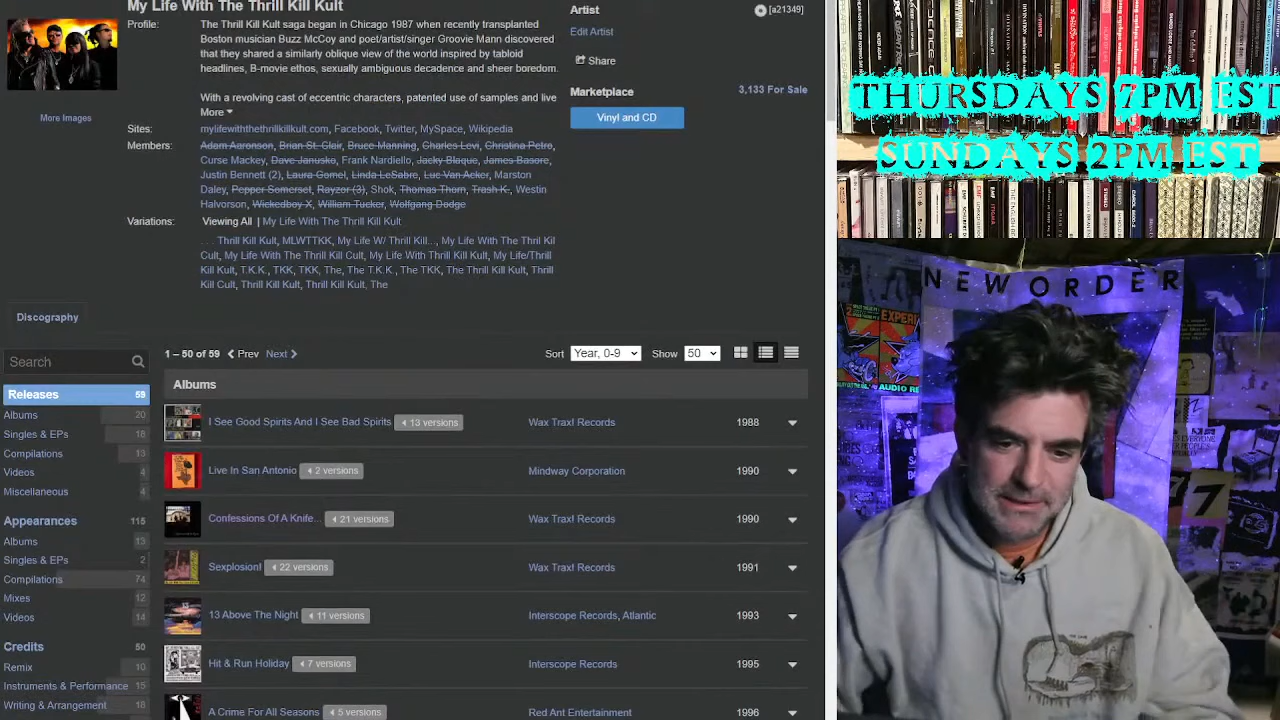 My Life With The Thrill Kill Kult
Profile:
The Thrill Kill Kult saga began in Chicago 1987 when recently transplanted
Boston musician Buzz McCoy and poet/artist/singer Groovie Mann discovered
that they shared a similarly oblique view of the world inspired by tabloid
headlines, B-movie ethos, sexually ambiguous decadence and sheer boredom.
With a revolving cast of eccentric characters, patented use of samples and live
More
More Images
Sites:
mylifewiththethrillkillkult.com, Facebook, Twitter, MySpace, Wikipedia
Members:
Adam Aaronson, Brian St. Clair, Bruce Manning, Charles Levi, Christina Petro,
Curse Mackey, Dave Janusko, Frank Nardiello, Jacky Blaque, James Basore,
Justin Bennett (2), Laura Gomel, Linda LeSabre, Luc Van Acker, Marston
Daley, Pepper Somerset, Rayzor (3), Shok, Thomas Thorn, Trash K., Westin
Halvorson, Wickedboy X, William Tucker, Wolfgang Dodge
Variations:
Viewing All | My Life With The Thrill Kill Kult
. . . Thrill Kill Kult, MLWTTKK, My Life W/ Thrill K..., My Life With The Thril Kil
Cult, My Life With The Thrill Kill Cult, My Life With Thrill Kill Kult, My Life/Thrill
Kill Kult, T.K.K., TKK, TKK, The, The T.K.K., The TKK, The Thrill Kill Kult, Thrill
Kill Cult, Thrill Kill Kult, Thrill Kill Kult, The
Artist
[a21349]
Edit Artist
Share
Marketplace
3,133 For Sale
Vinyl and CD
Discography
Search
1 – 50 of 59 Prev Next
Sort Year, 0-9 Show 50
Releases 59
Albums 20
Singles & EPs 18
Compilations 13
Videos 4
Miscellaneous 4
Appearances 115
Albums 13
Singles & EPs 2
Compilations 74
Mixes 12
Videos 14
Credits 50
Remix 10
Instruments & Performance 15
Writing & Arrangement 18
Albums
I See Good Spirits And I See Bad Spirits 13 versions Wax Trax! Records 1988
Live In San Antonio 2 versions Mindway Corporation 1990
Confessions Of A Knife... 21 versions Wax Trax! Records 1990
Sexplosion! 22 versions Wax Trax! Records 1991
13 Above The Night 11 versions Interscope Records, Atlantic 1993
Hit & Run Holiday 7 versions Interscope Records 1995
A Crime For All Seasons 5 versions Red Ant Entertainment 1996
THURSDAYS 7PM EST
SUNDAYS 2PM EST
NEW ORDER